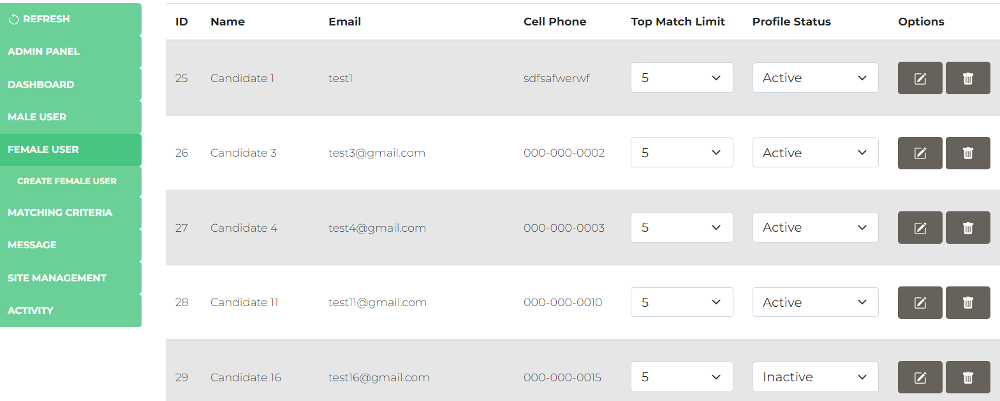 REFRESH
ADMIN PANEL
DASHBOARD
MALE USER
FEMALE USER
CREATE FEMALE USER
MATCHING CRITERIA
MESSAGE
SITE MANAGEMENT
ACTIVITY
ID Name Email Cell Phone Top Match Limit Profile Status Options
25 Candidate 1 test1 sdfsafwerwf 5 Active
26 Candidate 3 test3@gmail.com 000-000-0002 5 Active
27 Candidate 4 test4@gmail.com 000-000-0003 5 Active
28 Candidate 11 test11@gmail.com 000-000-0010 5 Active
29 Candidate 16 test16@gmail.com 000-000-0015 5 Inactive